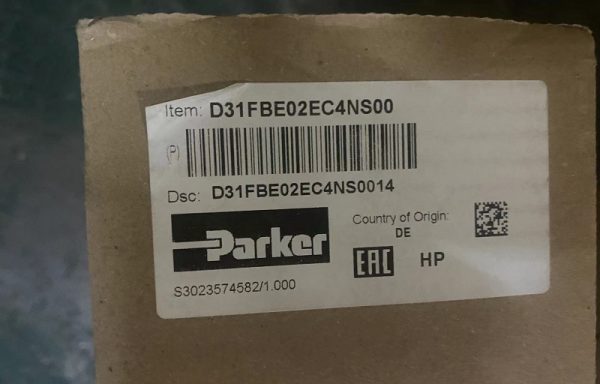 Item: D31FBE02EC4NS00
(P)
Dsc: D31FBE02EC4NS0014
Parker
Country of Origin:
DE
EAC HP
S3023574582/1.000